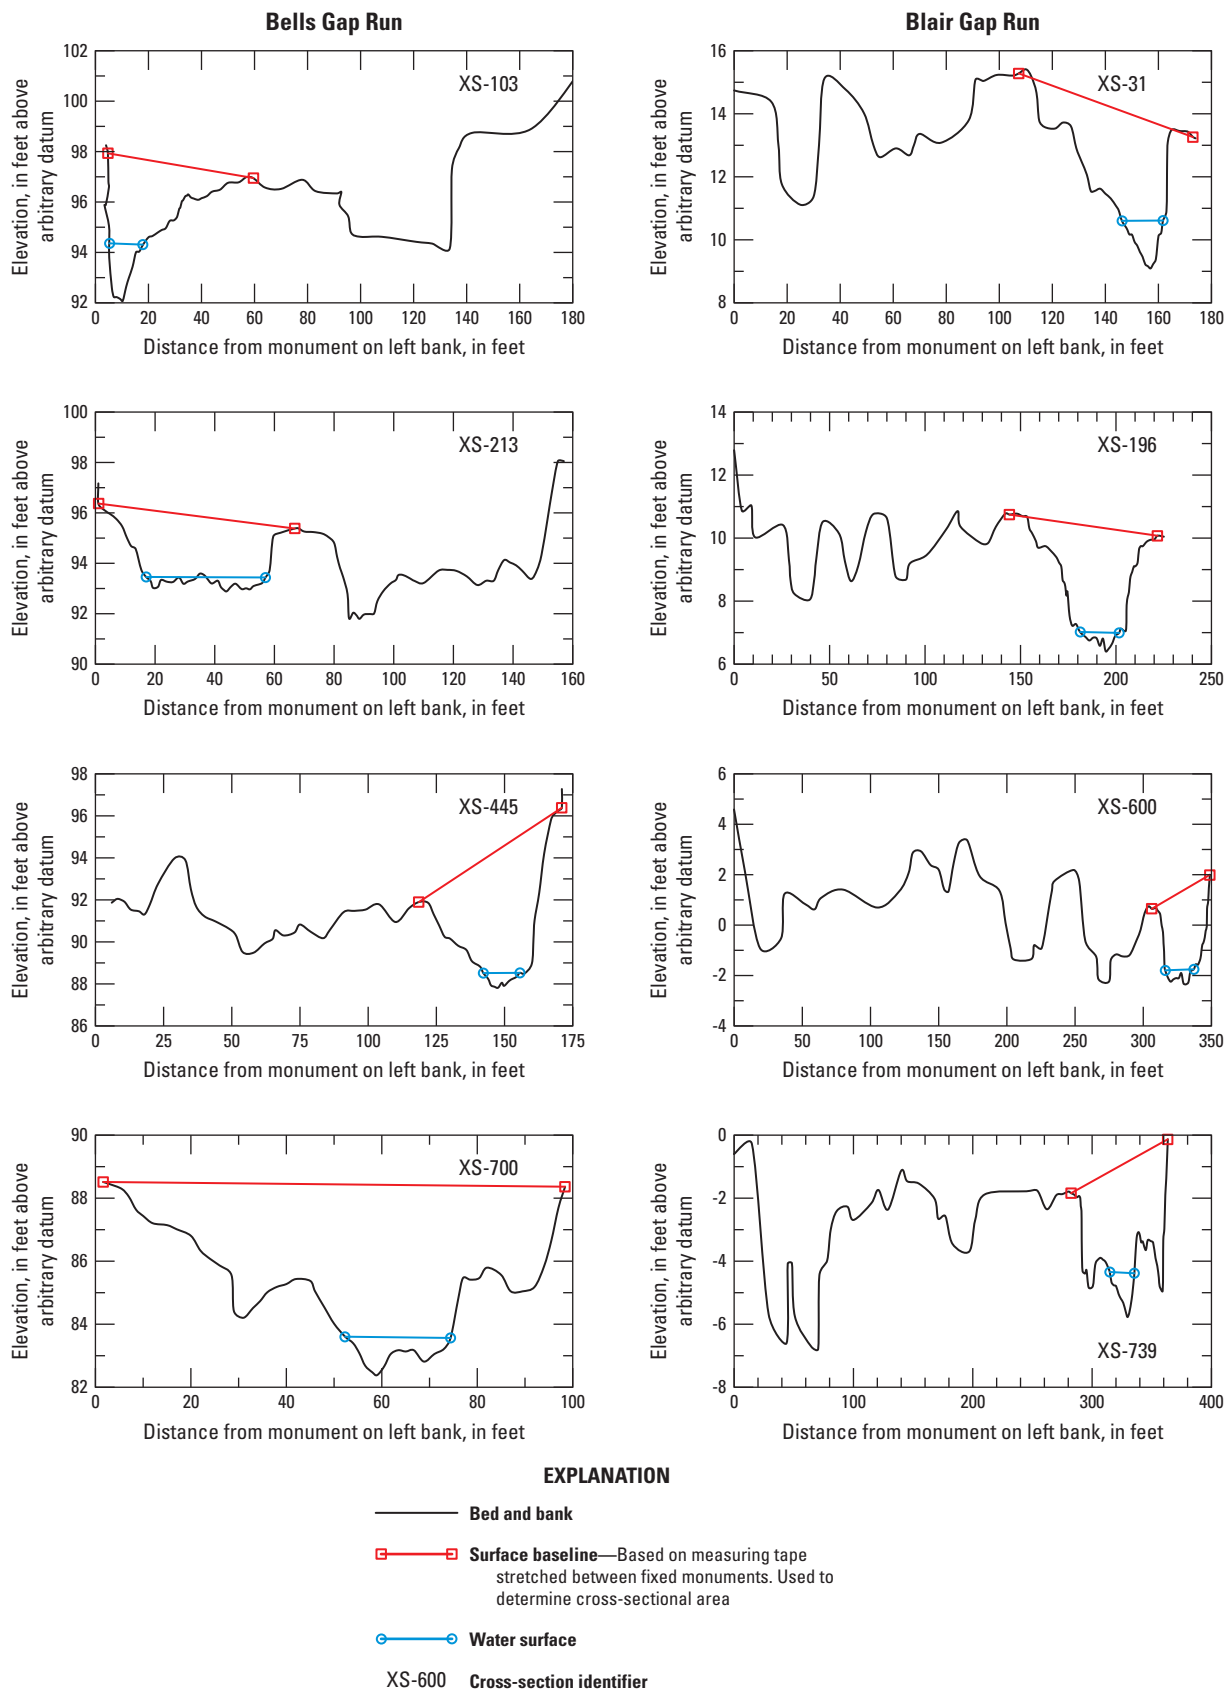 Bells Gap Run
Blair Gap Run
Elevation, in feet above
arbitrary datum
102
100
98
96
94
92
XS-103
0 20 40 60 80 100 120 140 160 180
Distance from monument on left bank, in feet
Elevation, in feet above
arbitrary datum
16
14
12
10
8
XS-31
0 20 40 60 80 100 120 140 160 180
Distance from monument on left bank, in feet
Elevation, in feet above
arbitrary datum
100
98
96
94
92
90
XS-213
0 20 40 60 80 100 120 140 160
Distance from monument on left bank, in feet
Elevation, in feet above
arbitrary datum
14
12
10
8
6
XS-196
0 50 100 150 200 250
Distance from monument on left bank, in feet
Elevation, in feet above
arbitrary datum
98
96
94
92
90
88
86
XS-445
0 25 50 75 100 125 150 175
Distance from monument on left bank, in feet
Elevation, in feet above
arbitrary datum
6
4
2
0
-2
-4
XS-600
0 50 100 150 200 250 300 350
Distance from monument on left bank, in feet
Elevation, in feet above
arbitrary datum
90
88
86
84
82
XS-700
0 20 40 60 80 100
Distance from monument on left bank, in feet
Elevation, in feet above
arbitrary datum
0
-2
-4
-6
-8
XS-739
0 100 200 300 400
Distance from monument on left bank, in feet
EXPLANATION
Bed and bank
Surface baseline—Based on measuring tape
stretched between fixed monuments. Used to
determine cross-sectional area
Water surface
XS-600 Cross-section identifier